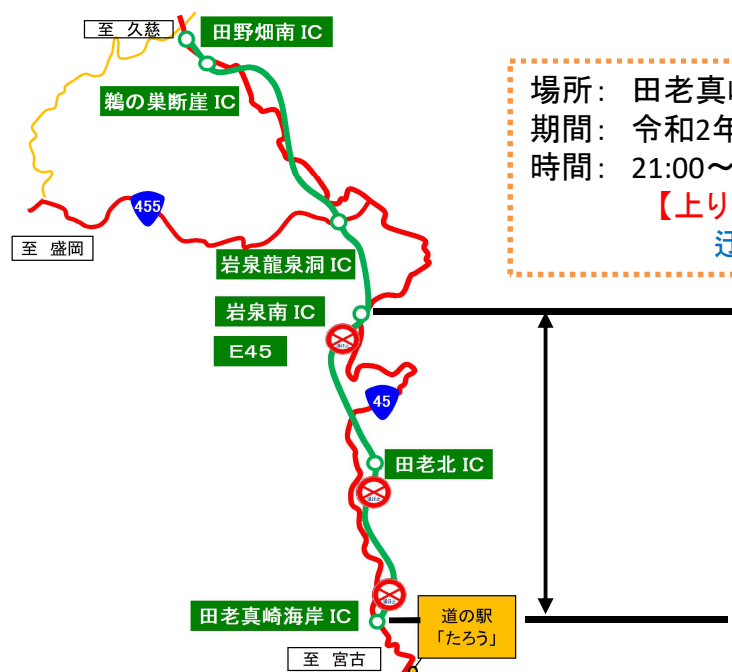 至 久慈
田野畑南 IC
鵜の巣断崖 IC
455
至 盛岡
岩泉龍泉洞 IC
岩泉南 IC
E45
45
田老北 IC
田老真崎海岸 IC
道の駅
「たろう」
至 宮古
場所： 田老真
期間： 令和2年
時間： 21:00～
【上り